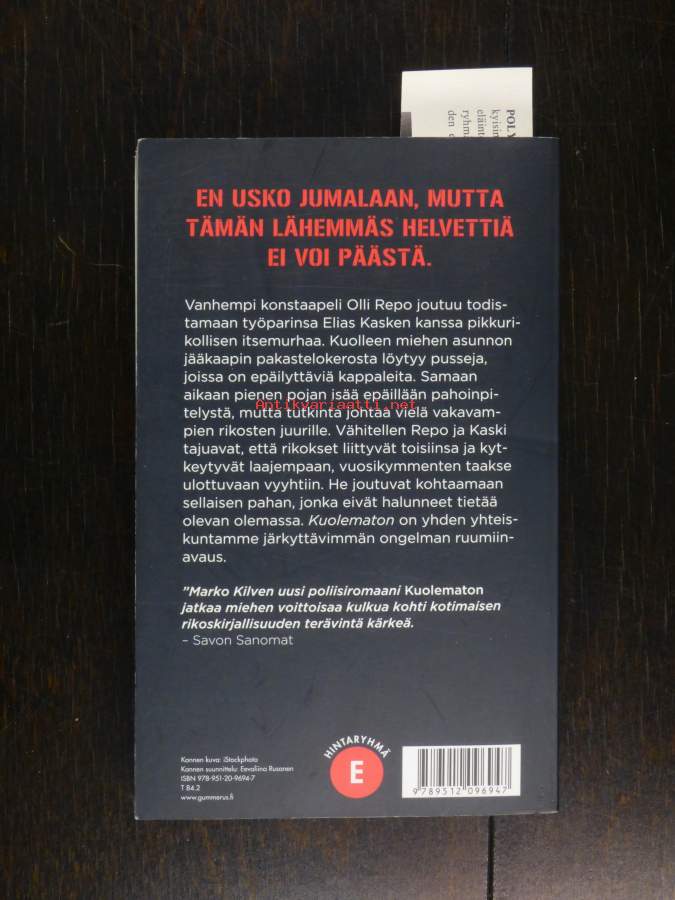 POLY
kyisin
eläint
ryhmä
den e
EN USKO JUMALAAN, MUTTA
TÄMÄN LÄHEMMÄS HELVETTIÄ
EI VOI PÄÄSTÄ.
Vanhempi konstaapeli Olli Repo joutuu todis-
tamaan työparinsa Elias Kasken kanssa pikkuri-
kollisen itsemurhaa. Kuolleen miehen asunnon
jääkaapin pakastelokerosta löytyy pusseja,
joissa on epäilyttäviä kappaleita. Samaan
aikaan pienen pojan isää epäillään pahoinpi-
Antikvariaatti.net
telystä, mutta tutkinta johtaa vielä vakavam-
pien rikosten juurille. Vähitellen Repo ja Kaski
tajuavat, että rikokset liittyvät toisiinsa ja kyt-
keytyvät laajempaan, vuosikymmenten taakse
ulottuvaan vyyhtiin. He joutuvat kohtaamaan
sellaisen pahan, jonka eivät halunneet tietää
olevan olemassa. Kuolematon on yhden yhteis-
kuntamme järkyttävimmän ongelman ruumiin-
avaus.
”Marko Kilven uusi poliisiromaani Kuolematon
jatkaa miehen voittoisaa kulkua kohti kotimaisen
rikoskirjallisuuden terävintä kärkeä.
– Savon Sanomat
Kannen kuva: iStockphoto
Kannen suunnittelu: Eevaliina Rusanen
ISBN 978-951-20-9694-7
T 84.2
www.gummerus.fi
HINTARYHMÄ
E
9 789512 096947